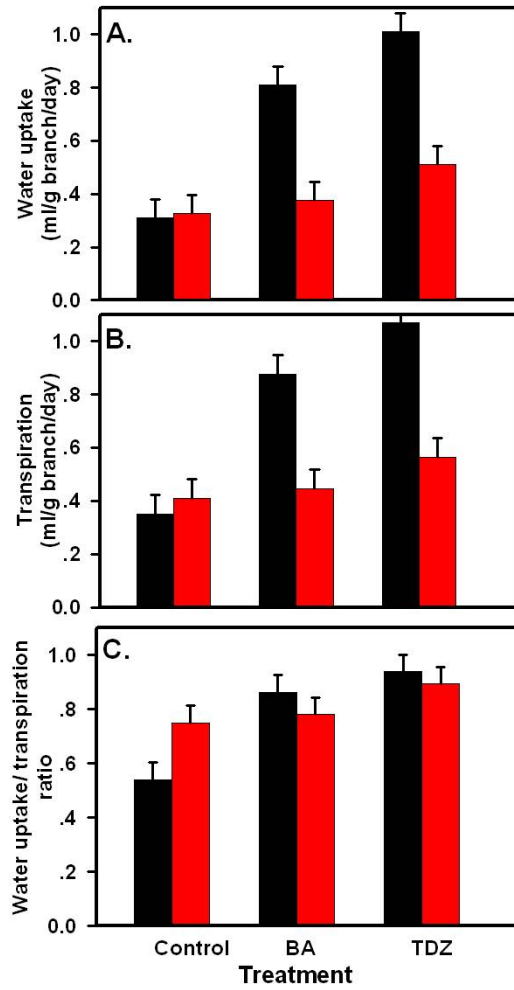 A.
Water uptake
(ml/g branch/day)
1.0
.8
.6
.4
.2
0.0
B.
Transpiration
(ml/g branch/day)
1.0
.8
.6
.4
.2
0.0
C.
Water uptake/ transpiration
ratio
1.0
.8
.6
.4
.2
0.0
Control BA TDZ
Treatment